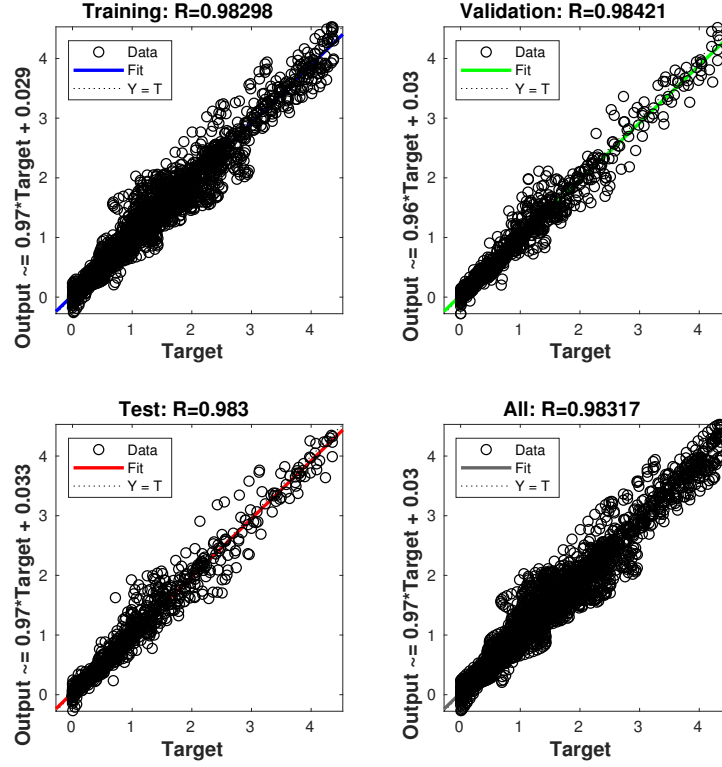 Training: R=0.98298
Data
Fit
Y = T
Output ~= 0.97*Target + 0.029
4
3
2
1
0
0 1 2 3 4
Target
Validation: R=0.98421
Data
Fit
Y = T
Output ~= 0.96*Target + 0.03
4
3
2
1
0
0 1 2 3 4
Target
Test: R=0.983
Data
Fit
Y = T
Output ~= 0.97*Target + 0.033
4
3
2
1
0
0 1 2 3 4
Target
All: R=0.98317
Data
Fit
Y = T
Output ~= 0.97*Target + 0.03
4
3
2
1
0
0 1 2 3 4
Target